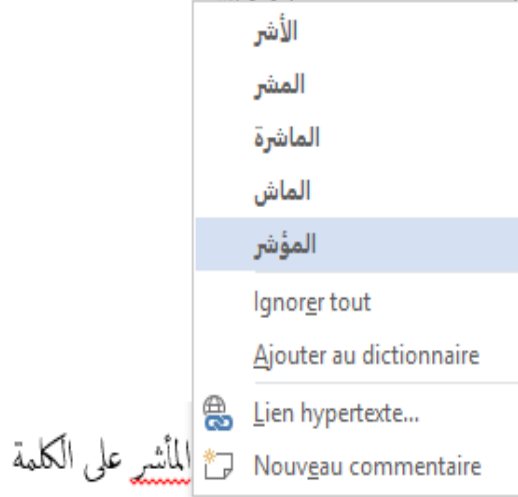 الأشر
المشر
الماشرة
الماش
المؤشر
Ignorer tout
Ajouter au dictionnaire
Lien hypertexte...
Nouveau commentaire
المأشر على الكلمة